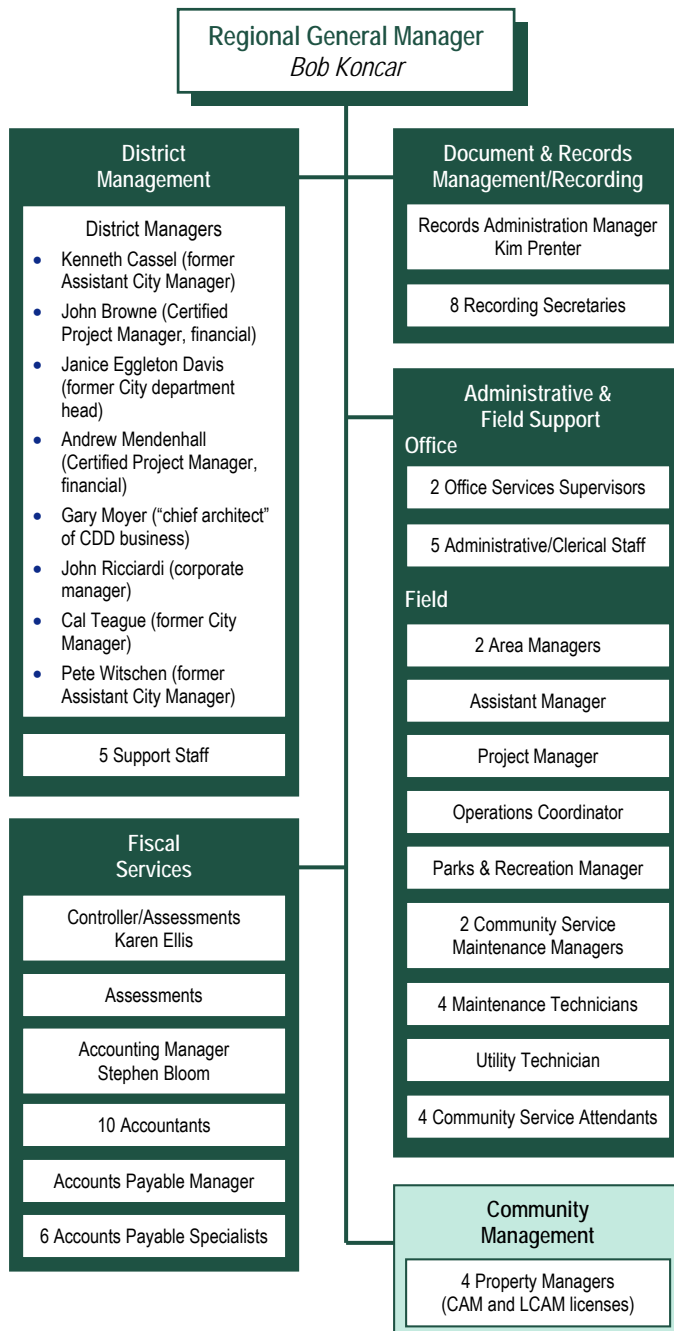 Regional General Manager
Bob Koncar
District
Management
District Managers
• Kenneth Cassel (former
Assistant City Manager)
• John Browne (Certified
Project Manager, financial)
• Janice Eggleton Davis
(former City department
head)
• Andrew Mendenhall
(Certified Project Manager,
financial)
• Gary Moyer (“chief architect”
of CDD business)
• John Ricciardi (corporate
manager)
• Cal Teague (former City
Manager)
• Pete Witschen (former
Assistant City Manager)
5 Support Staff
Fiscal
Services
Controller/Assessments
Karen Ellis
Assessments
Accounting Manager
Stephen Bloom
10 Accountants
Accounts Payable Manager
6 Accounts Payable Specialists
Document & Records
Management/Recording
Records Administration Manager
Kim Prenter
8 Recording Secretaries
Administrative &
Field Support
Office
2 Office Services Supervisors
5 Administrative/Clerical Staff
Field
2 Area Managers
Assistant Manager
Project Manager
Operations Coordinator
Parks & Recreation Manager
2 Community Service
Maintenance Managers
4 Maintenance Technicians
Utility Technician
4 Community Service Attendants
Community
Management
4 Property Managers
(CAM and LCAM licenses)